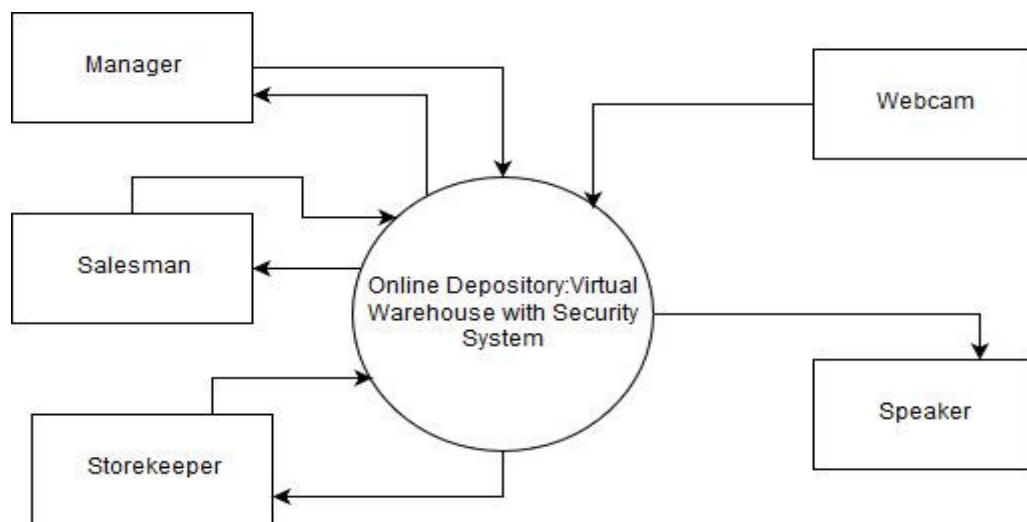 Manager
Webcam
Salesman
Online Depository:Virtual
Warehouse with Security
System
Speaker
Storekeeper